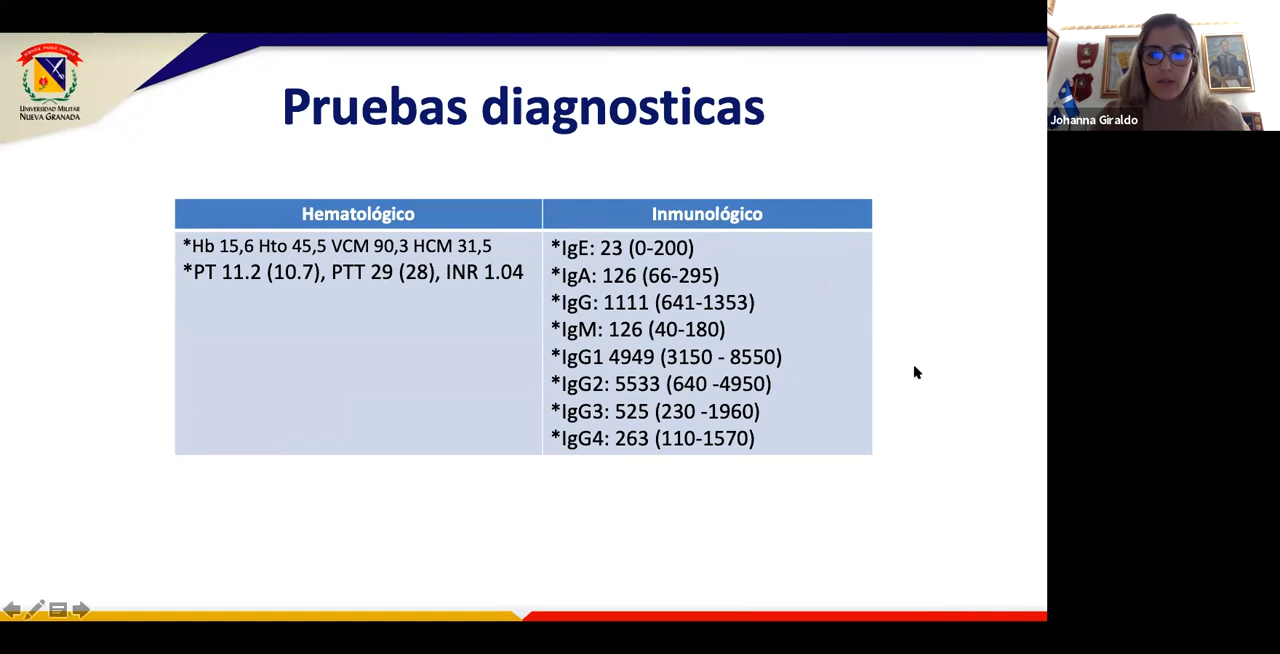 UNIVERSIDAD MILITAR
NUEVA GRANADA
Pruebas diagnosticas
Hematológico
*Hb 15,6 Hto 45,5 VCM 90,3 HCM 31,5
*PT 11.2 (10.7), PTT 29 (28), INR 1.04
Inmunológico
*IgE: 23 (0-200)
*IgA: 126 (66-295)
*IgG: 1111 (641-1353)
*IgM: 126 (40-180)
*IgG1 4949 (3150 - 8550)
*IgG2: 5533 (640 -4950)
*IgG3: 525 (230 -1960)
*IgG4: 263 (110-1570)
Johanna Giraldo